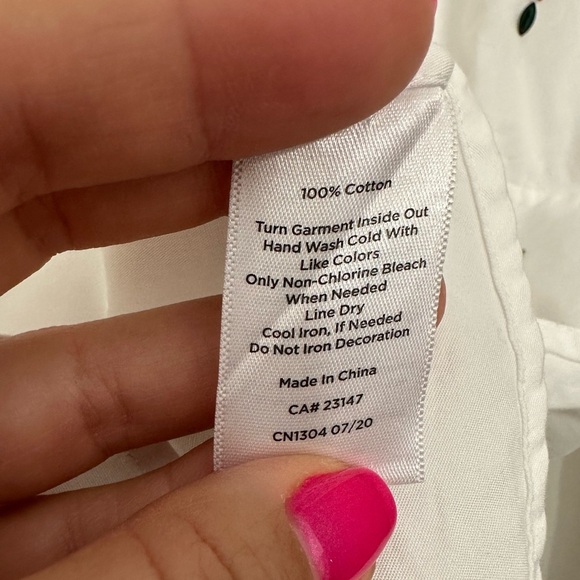 100% Cotton
Turn Garment Inside Out
Hand Wash Cold With
Like Colors
Only Non-Chlorine Bleach
When Needed
Line Dry
Cool Iron, If Needed
Do Not Iron Decoration
Made In China
CA# 23147
CN1304 07/20